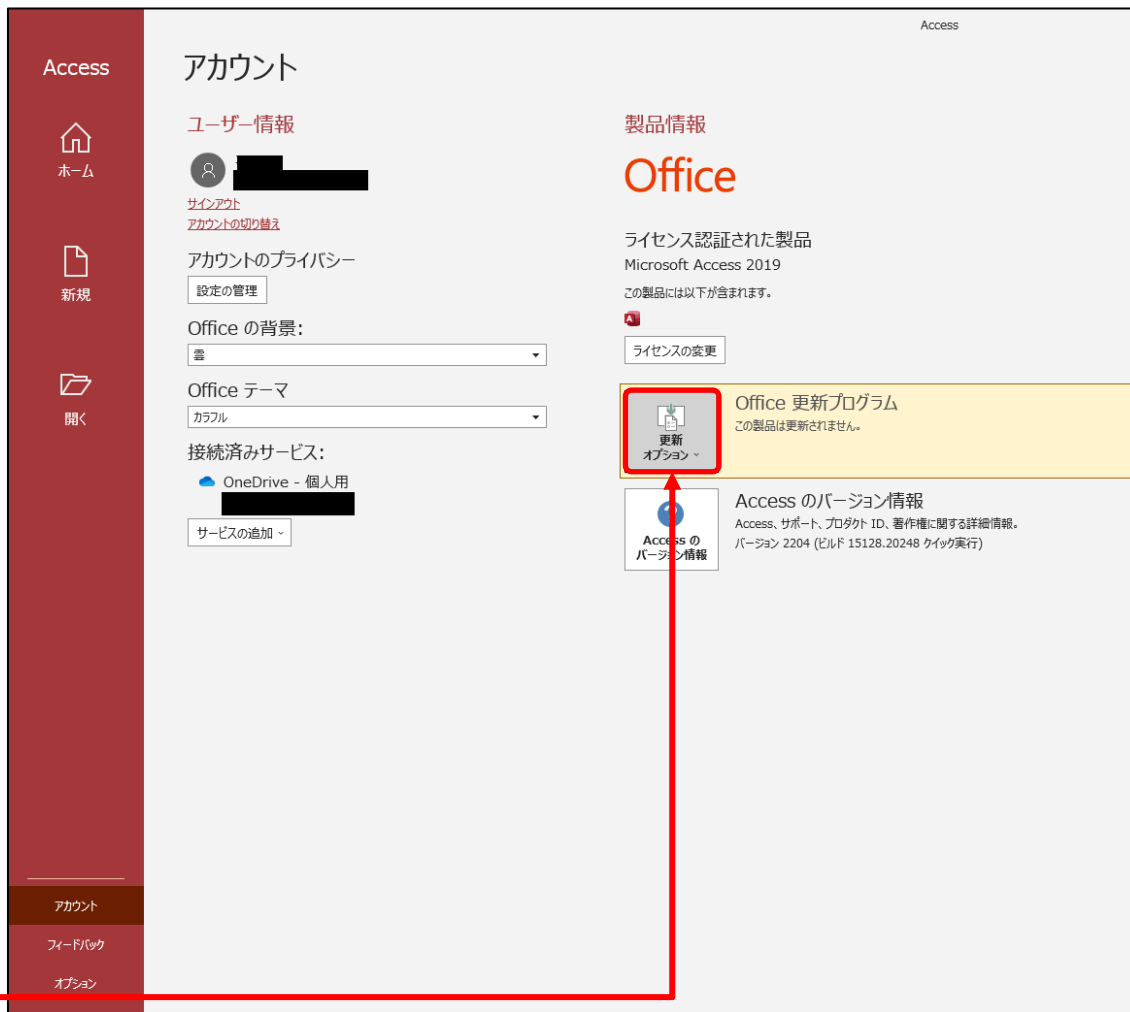 Access
Access
ホーム
新規
開く
アカウント
フィードバック
オプション
アカウント
ユーザー情報
サインアウト
アカウントの切り替え
アカウントのプライバシー
設定の管理
Office の背景:
雲
Office テーマ
カラフル
接続済みサービス:
OneDrive - 個人用
サービスの追加
製品情報
Office
ライセンス認証された製品
Microsoft Access 2019
この製品には以下が含まれます。
A
ライセンスの変更
更新
オプション
Office 更新プログラム
この製品は更新されません。
Access の
バージョン情報
Access のバージョン情報
Access、サポート、プロダクト ID、著作権に関する詳細情報。
バージョン 2204 (ビルド 15128.20248 クイック実行)